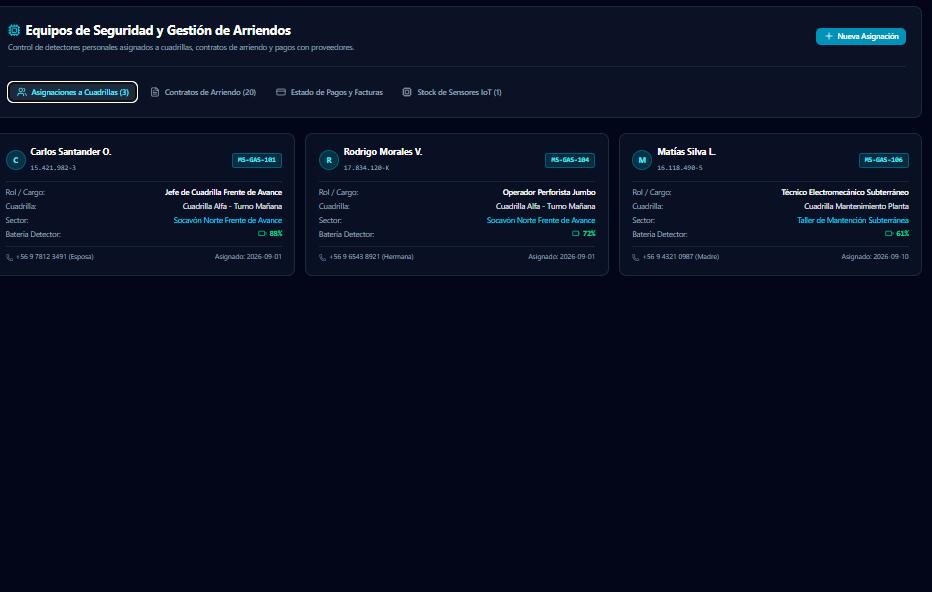 Equipos de Seguridad y Gestión de Arriendos
Control de detectores personales asignados a cuadrillas, contratos de arriendo y pagos con proveedores.
+ Nueva Asignación
Asignaciones a Cuadrillas (3)
Contratos de Arriendo (20)
Estado de Pagos y Facturas
Stock de Sensores IoT (1)
C
Carlos Santander O.
15.421.982-3
MS-GAS-101
Rol / Cargo: Jefe de Cuadrilla Frente de Avance
Cuadrilla: Cuadrilla Alfa - Turno Mañana
Sector: Socavón Norte Frente de Avance
Batería Detector: 88%
+56 9 7812 3491 (Esposa) Asignado: 2026-09-01
R
Rodrigo Morales V.
17.834.120-K
MS-GAS-104
Rol / Cargo: Operador Perforista Jumbo
Cuadrilla: Cuadrilla Alfa - Turno Mañana
Sector: Socavón Norte Frente de Avance
Batería Detector: 72%
+56 9 6543 8921 (Hermana) Asignado: 2026-09-01
M
Matías Silva L.
16.118.490-5
MS-GAS-106
Rol / Cargo: Técnico Electromecánico Subterráneo
Cuadrilla: Cuadrilla Mantenimiento Planta
Sector: Taller de Mantención Subterránea
Batería Detector: 61%
+56 9 4321 0987 (Madre) Asignado: 2026-09-10